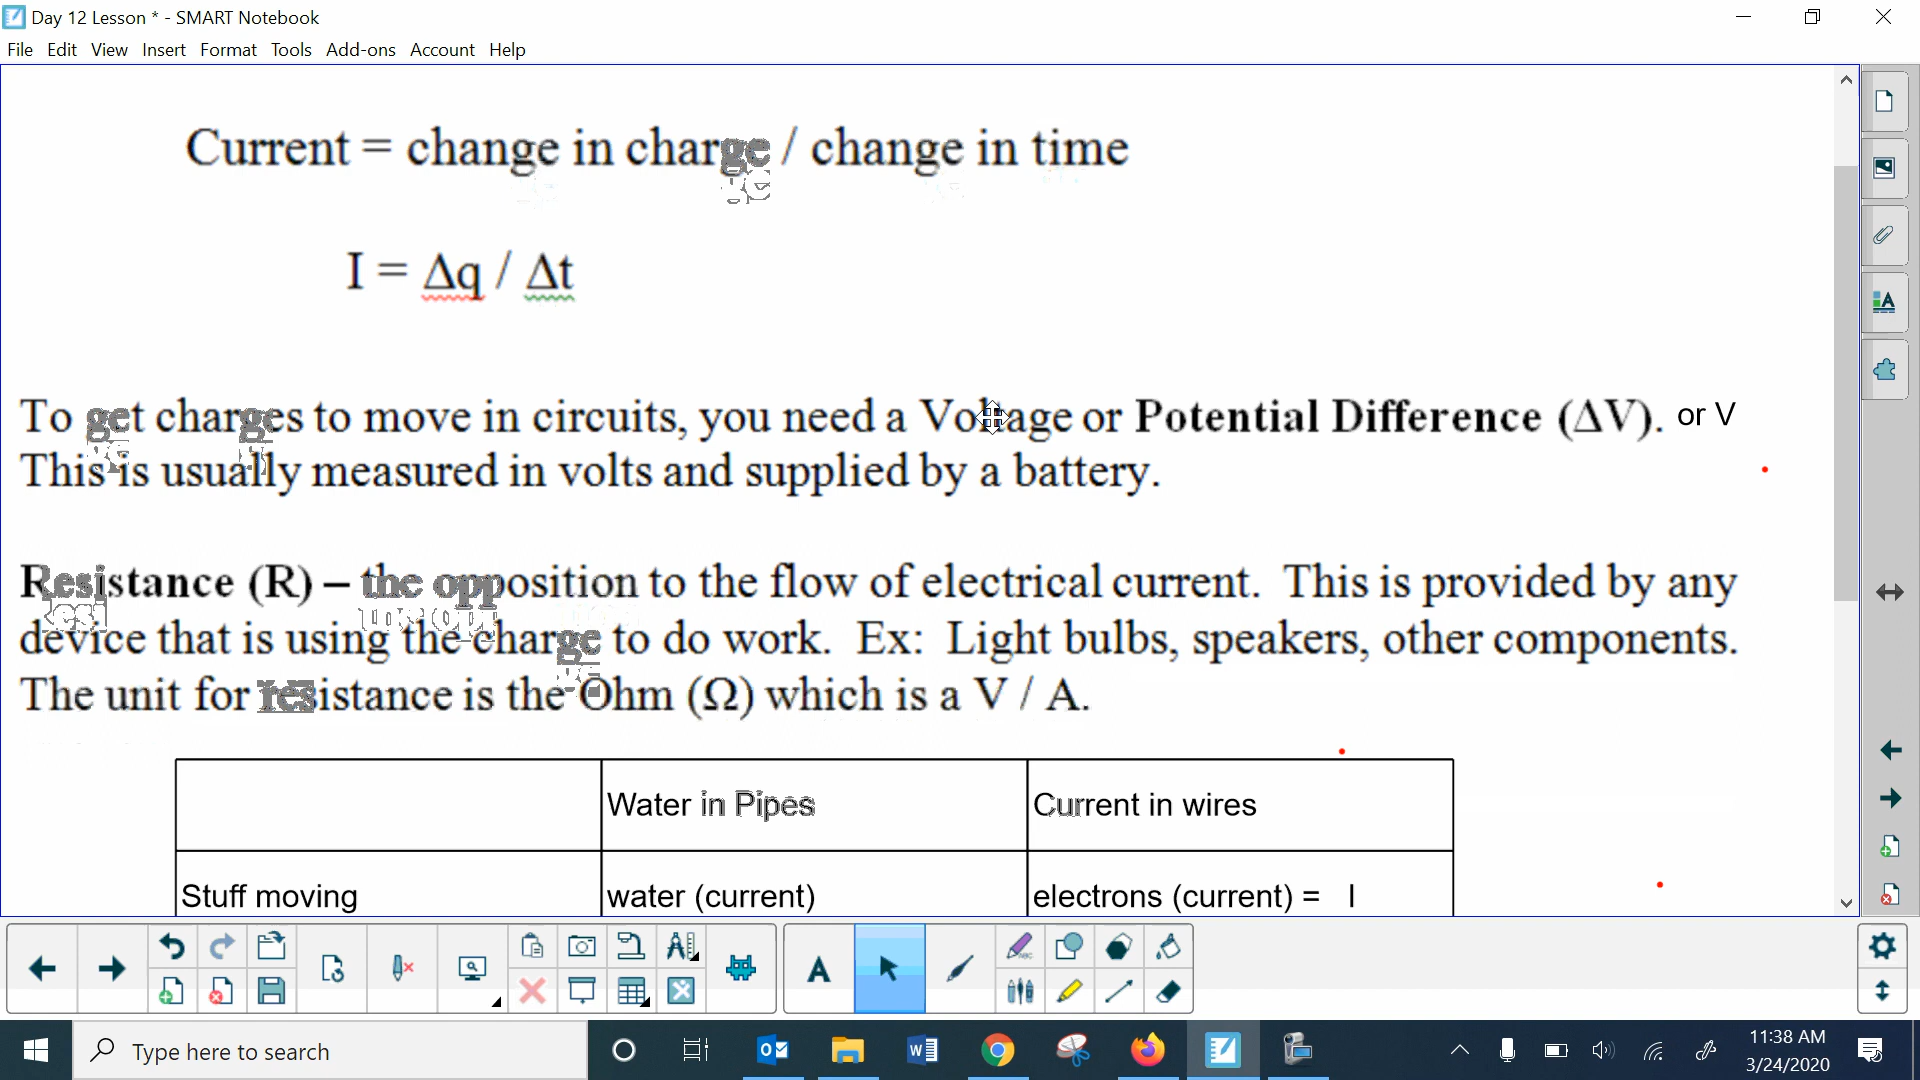 Day 12 Lesson * - SMART Notebook
File Edit View Insert Format Tools Add-ons Account Help
Current = change in charge / change in time
I = Δq / Δt
To get charges to move in circuits, you need a Voltage or Potential Difference (ΔV). or V
This is usually measured in volts and supplied by a battery.
Resistance (R) – the opposition to the flow of electrical current. This is provided by any
device that is using the charge to do work. Ex: Light bulbs, speakers, other components.
The unit for resistance is the Ohm (Ω) which is a V / A.
Water in Pipes Current in wires
Stuff moving water (current) electrons (current) = I
Type here to search
11:38 AM
3/24/2020